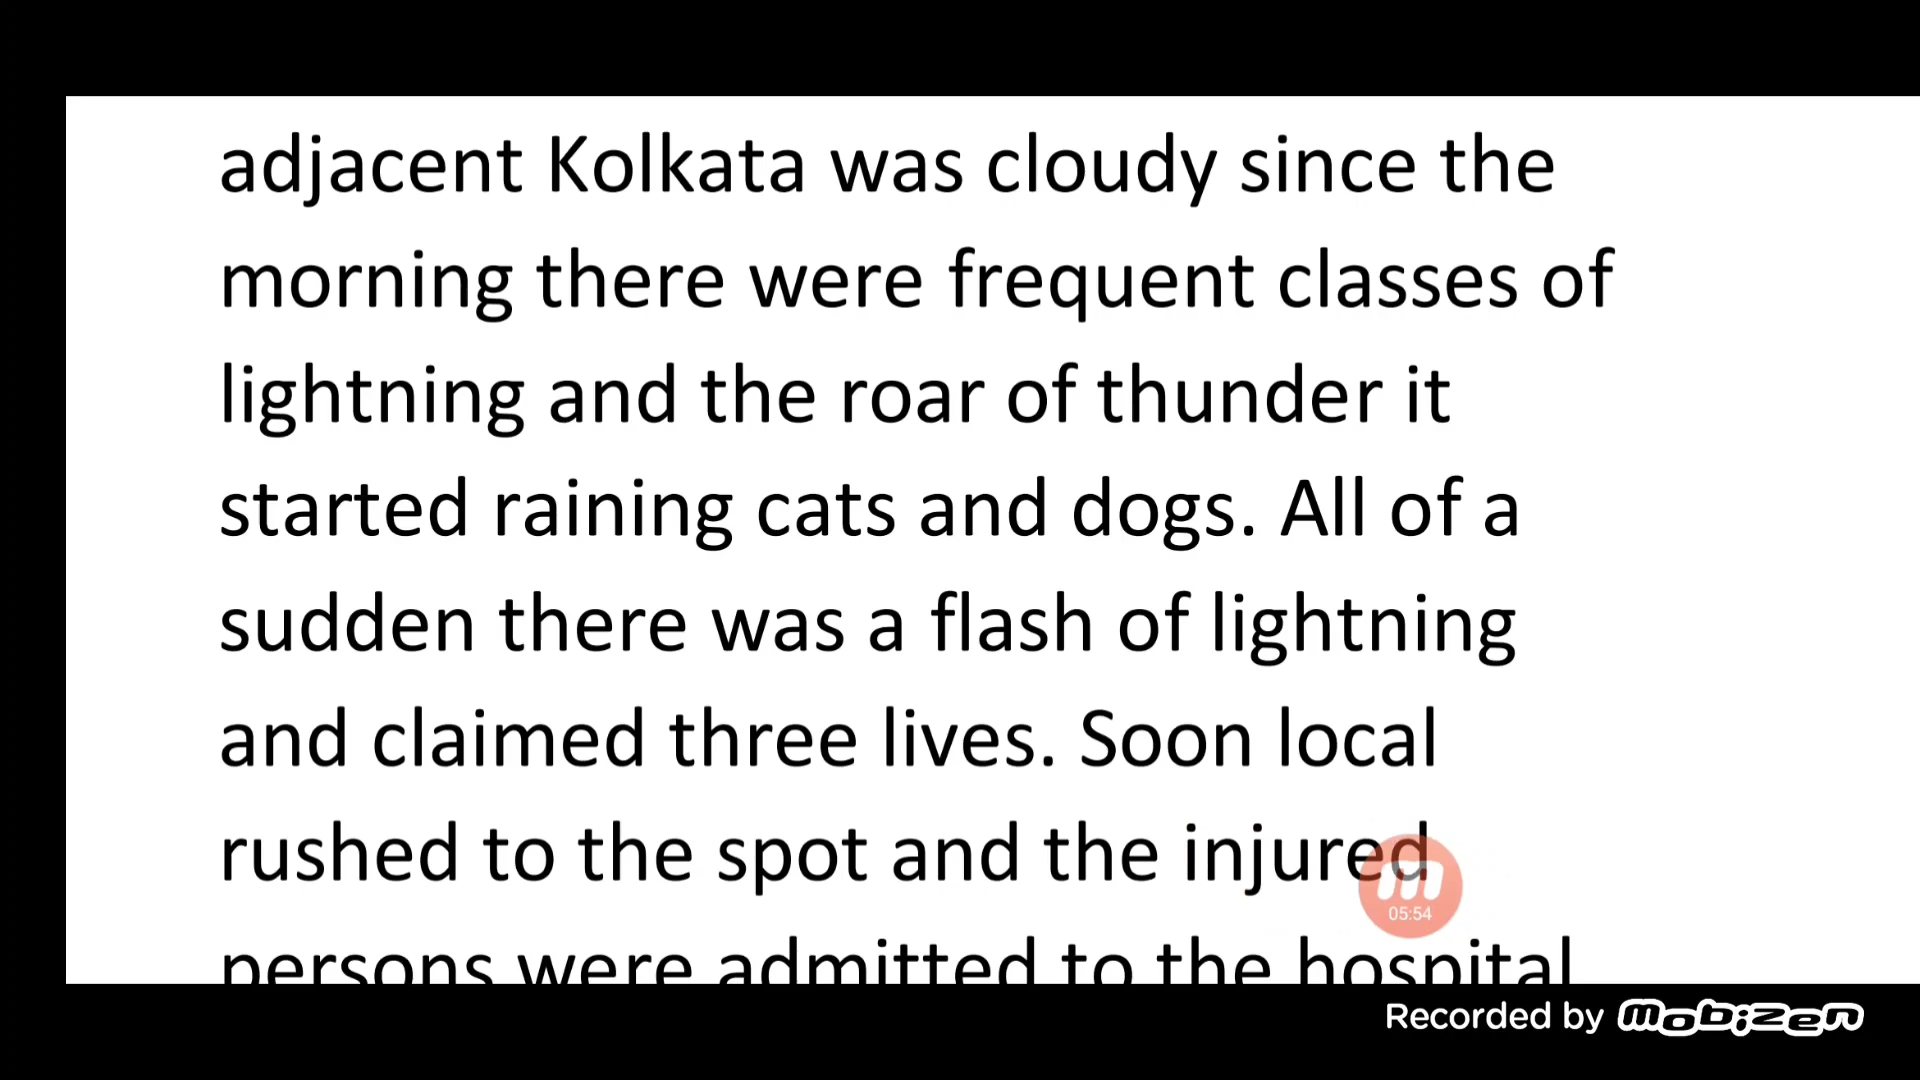 adjacent Kolkata was cloudy since the
morning there were frequent classes of
lightning and the roar of thunder it
started raining cats and dogs. All of a
sudden there was a flash of lightning
and claimed three lives. Soon local
rushed to the spot and the injured
05:54
persons were admitted to the hospital
Recorded by mobizen